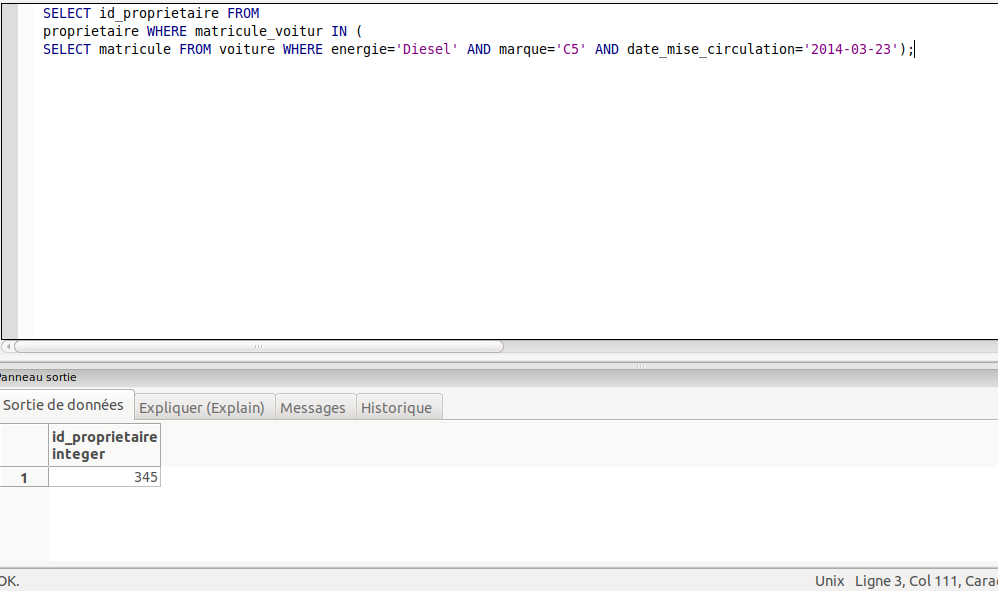 SELECT id_proprietaire FROM
proprietaire WHERE matricule_voitur IN (
SELECT matricule FROM voiture WHERE energie='Diesel' AND marque='C5' AND date_mise_circulation='2014-03-23');
Panneau sortie
Sortie de données Expliquer (Explain) Messages Historique
id_proprietaire
integer
1 345
OK. Unix Ligne 3, Col 111, Carac